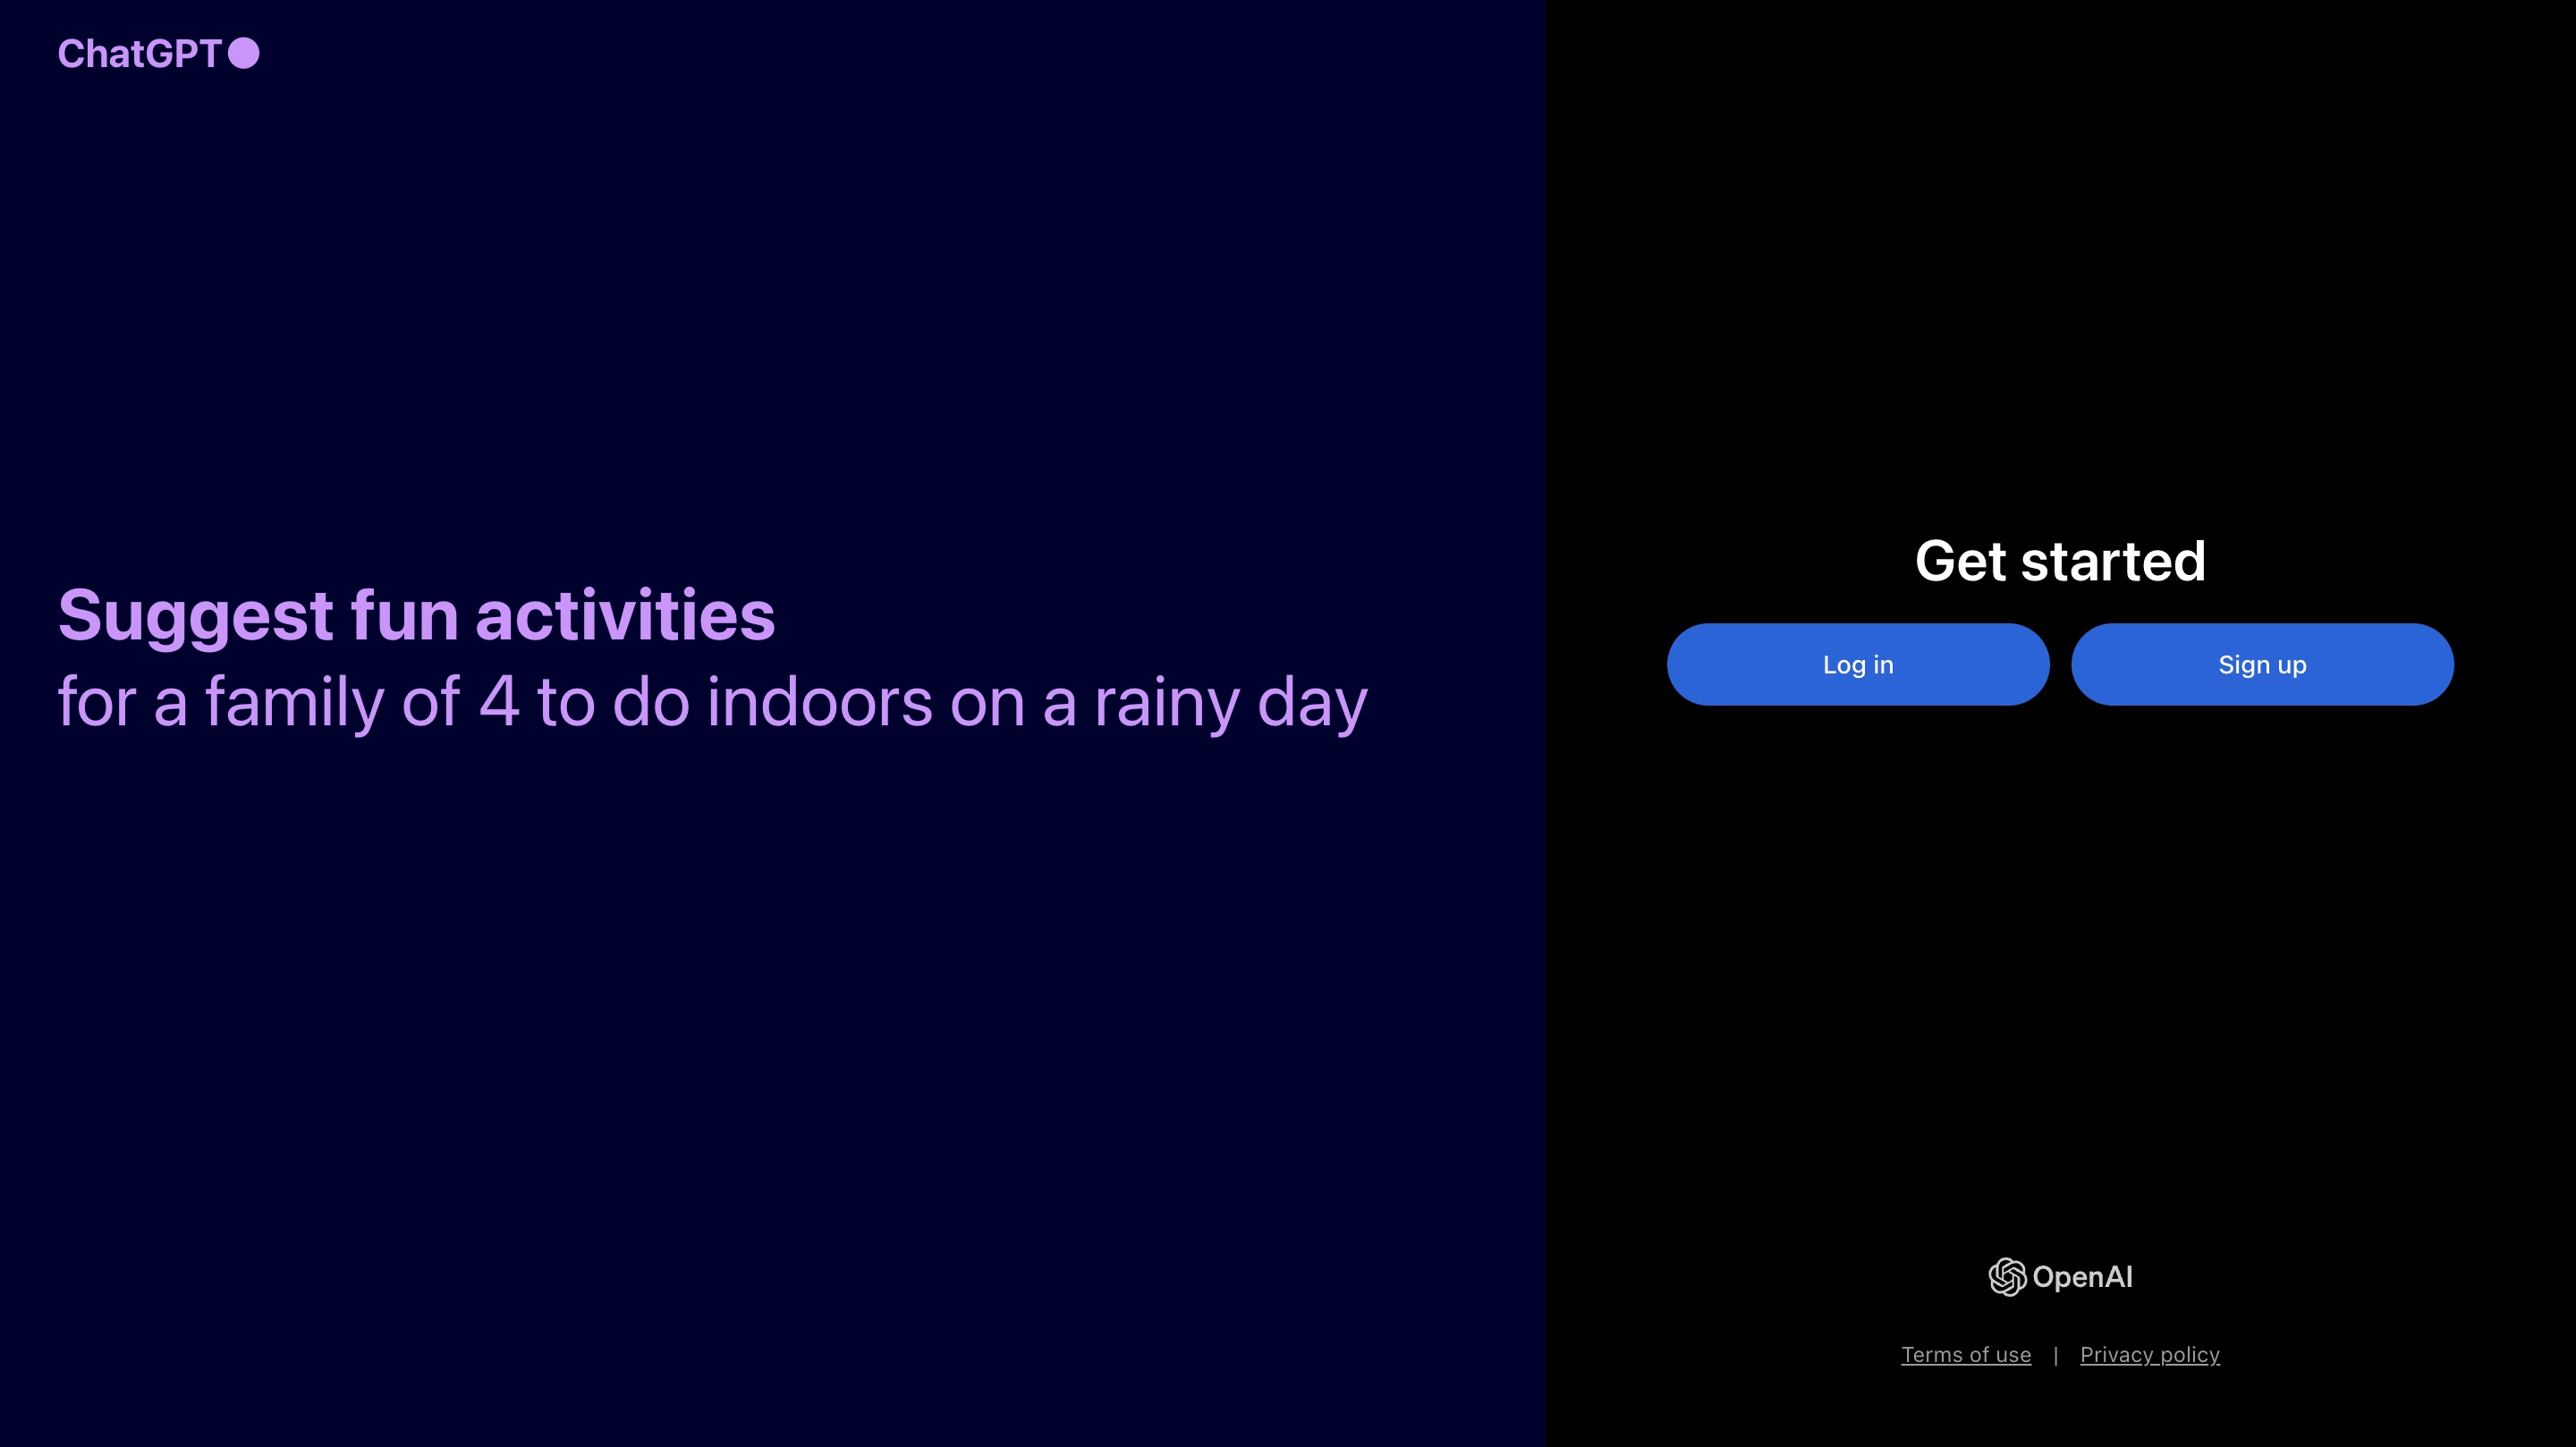 ChatGPT
Suggest fun activities
for a family of 4 to do indoors on a rainy day
Get started
Log in
Sign up
OpenAI
Terms of use | Privacy policy